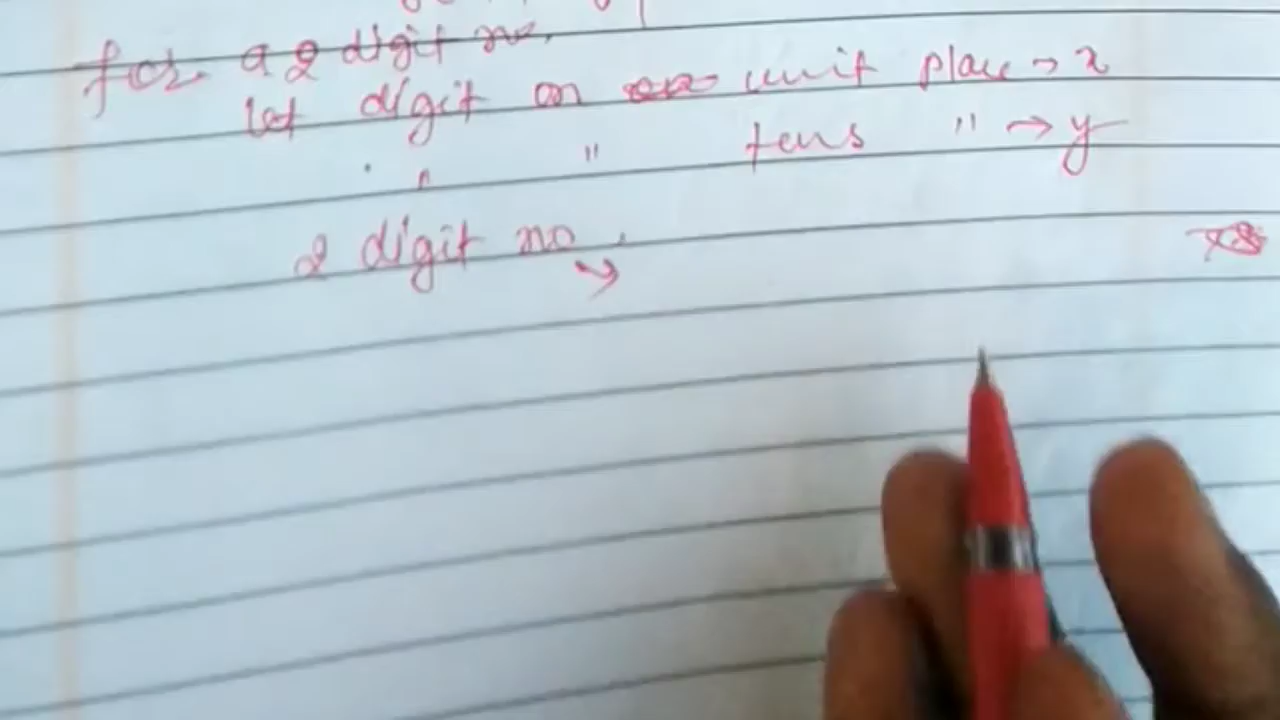 for a 2 digit no.
let digit on unit place → x
" " tens " → y
2 digit no.
→